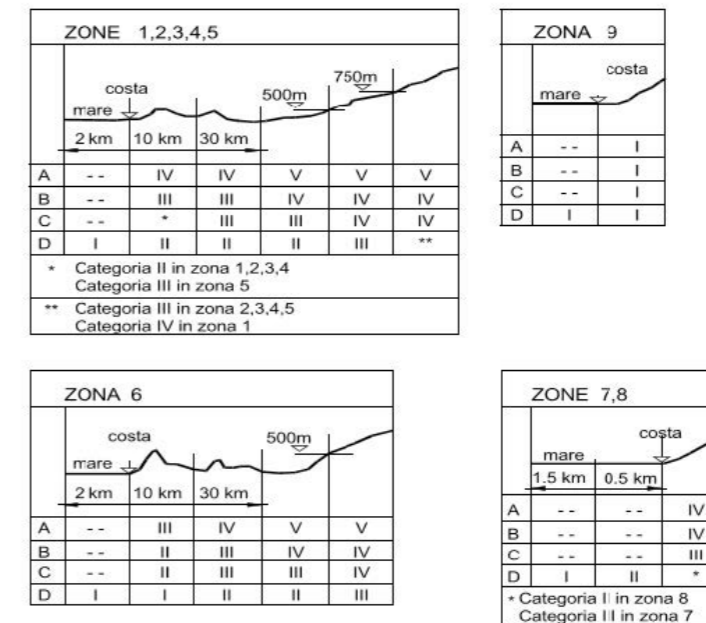 ZONE 1,2,3,4,5
750m
costa
500m
mare
2 km 10 km 30 km
A -- IV IV V V
B -- III III IV IV IV
C -- * III III IV IV
D I II II II III **
* Categoria II in zona 1,2,3,4
Categoria III in zona 5
** Categoria III in zona 2,3,4,5
Categoria IV in zona 1
ZONA 9
costa
mare
A -- I
B -- I
C -- I
D I I
ZONA 6
costa
500m
mare
2 km 10 km 30 km
A -- III IV V V
B -- II III IV IV
C -- II III III IV
D I I II II III
ZONE 7,8
costa
mare
1.5 km 0.5 km
A -- -- IV
B -- -- IV
C -- -- III
D I II *
* Categoria II in zona 8
Categoria III in zona 7